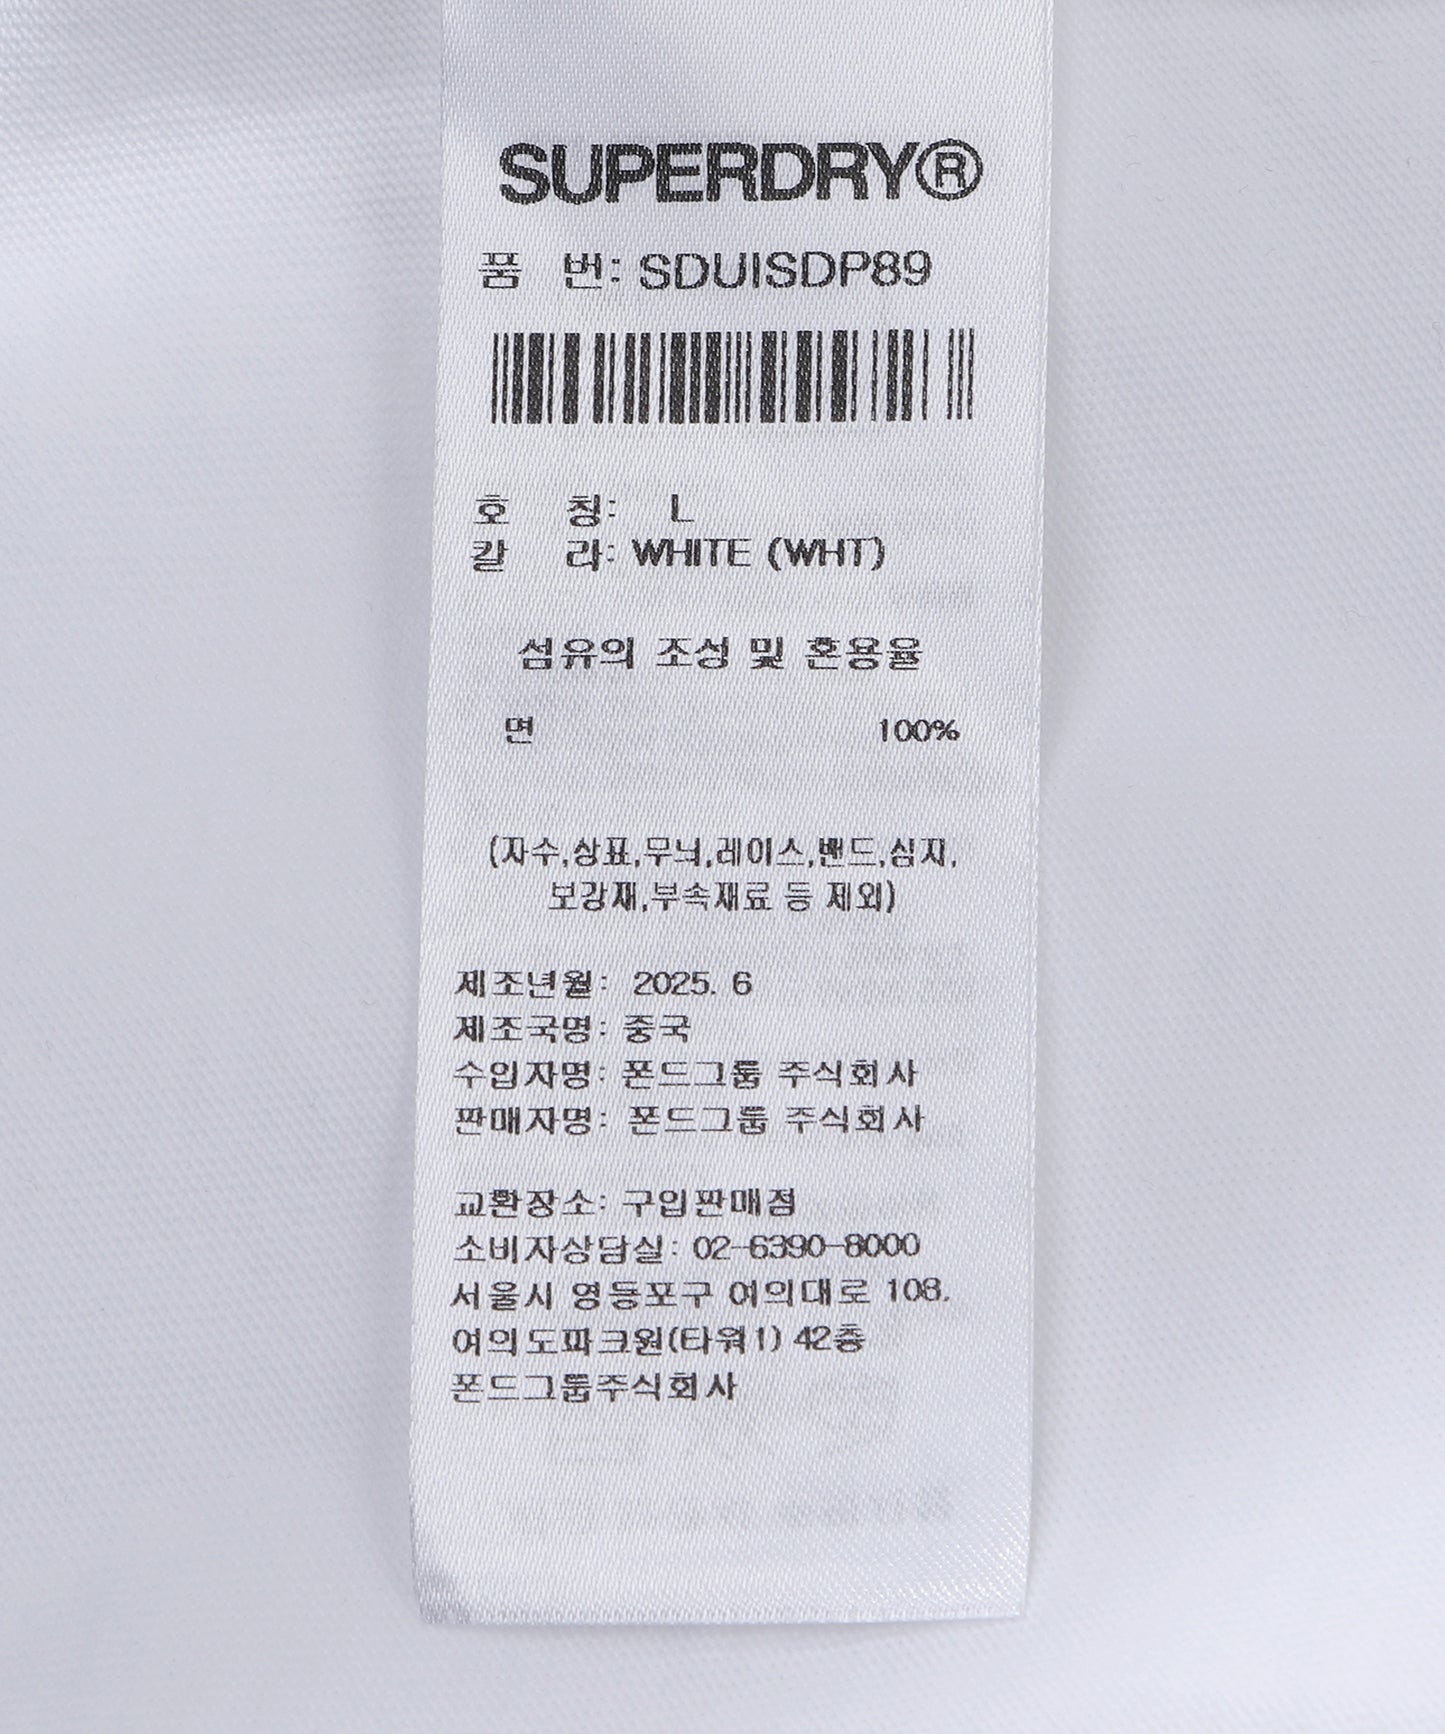 SUPERDRY®
품 번: SDUISDP89
호 칭: L
칼 라: WHITE (WHT)
섬유의 조성 및 혼용율
면 100%
(자수,상표,무늬,레이스,밴드,심지,
보강재,부속재료 등 제외)
제조년월: 2025. 6
제조국명: 중국
수입자명: 폰드그룹 주식회사
판매자명: 폰드그룹 주식회사
교환장소: 구입판매점
소비자상담실: 02-6390-8000
서울시 영등포구 여의대로 108,
여의도파크원(타워1) 42층
폰드그룹주식회사